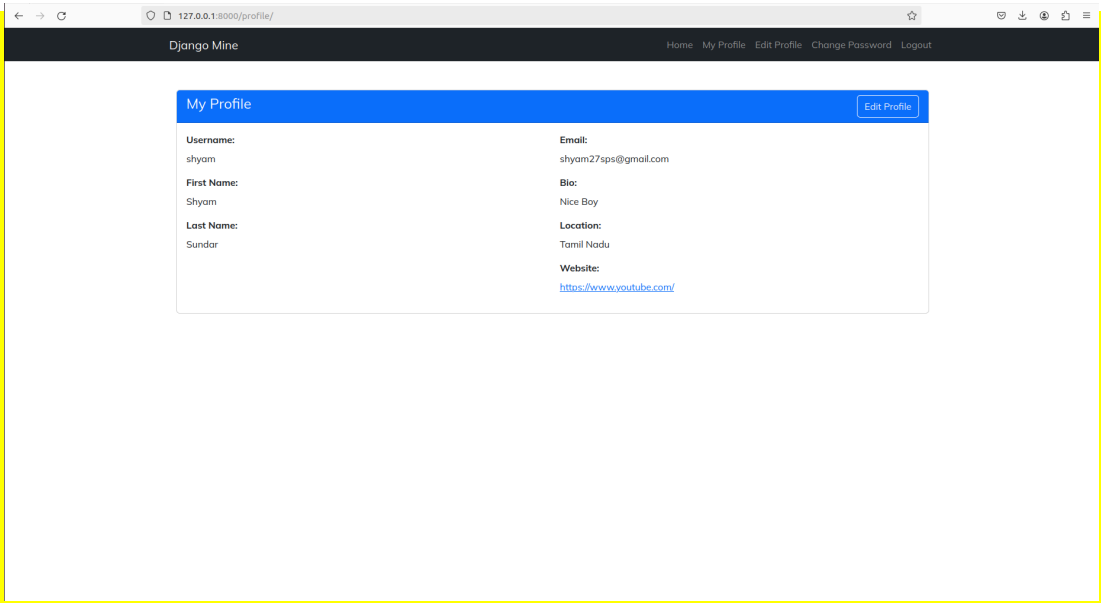 127.0.0.1:8000/profile/
Django Mine
Home My Profile Edit Profile Change Password Logout
My Profile
Edit Profile
Username:
shyam
First Name:
Shyam
Last Name:
Sundar
Email:
shyam27sps@gmail.com
Bio:
Nice Boy
Location:
Tamil Nadu
Website:
https://www.youtube.com/